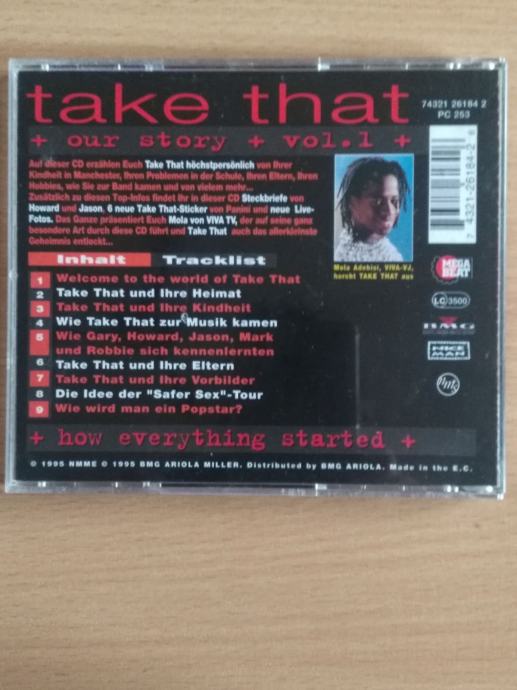 take that
74321 26184 2
PC 253
+ our story + vol.1 +
Auf dieser CD erzählen Euch Take That höchstpersönlich von Ihrer
Kindheit in Manchester, Ihren Problemen in der Schule, Ihren Eltern, Ihren
Hobbies, wie Sie zur Band kamen und von vielem mehr...
Zusätzlich zu diesen Top-Infos findet Ihr in dieser CD Steckbriefe von
Howard und Jason, 6 neue Take That-Sticker von Panini und neue Live-
Fotos. Das Ganze präsentiert Euch Mola von VIVA TV, der auf seine ganz
besondere Art durch diese CD führt und Take That auch das allerkleinste
Geheimnis entlockt...
Mola Adebisi, VIVA-VJ,
horcht TAKE THAT aus
7 4321-26184-2 8
Inhalt Tracklist
1 Welcome to the world of Take That
2 Take That und Ihre Heimat
3 Take That und Ihre Kindheit
4 Wie Take That zur Musik kamen
5 Wie Gary, Howard, Jason, Mark
und Robbie sich kennenlernten
6 Take That und Ihre Eltern
7 Take That und Ihre Vorbilder
8 Die Idee der "Safer Sex"-Tour
9 Wie wird man ein Popstar?
MEGA
BEAT
LC 3500
BMG
NICE
MAN
+ how everything started +
© 1995 NMME © 1995 BMG ARIOLA MILLER. Distributed by BMG ARIOLA. Made in the E.C.